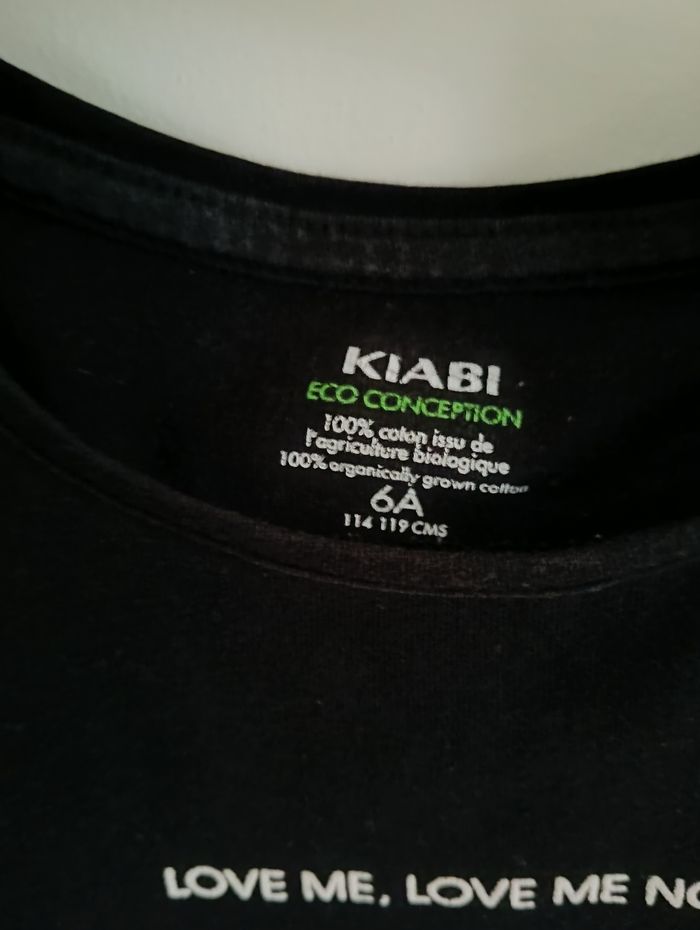 KIABI
ECO CONCEPTION
100% coton issu de
l'agriculture biologique
100% organically grown cotton
6A
114 119 CMS
LOVE ME, LOVE ME